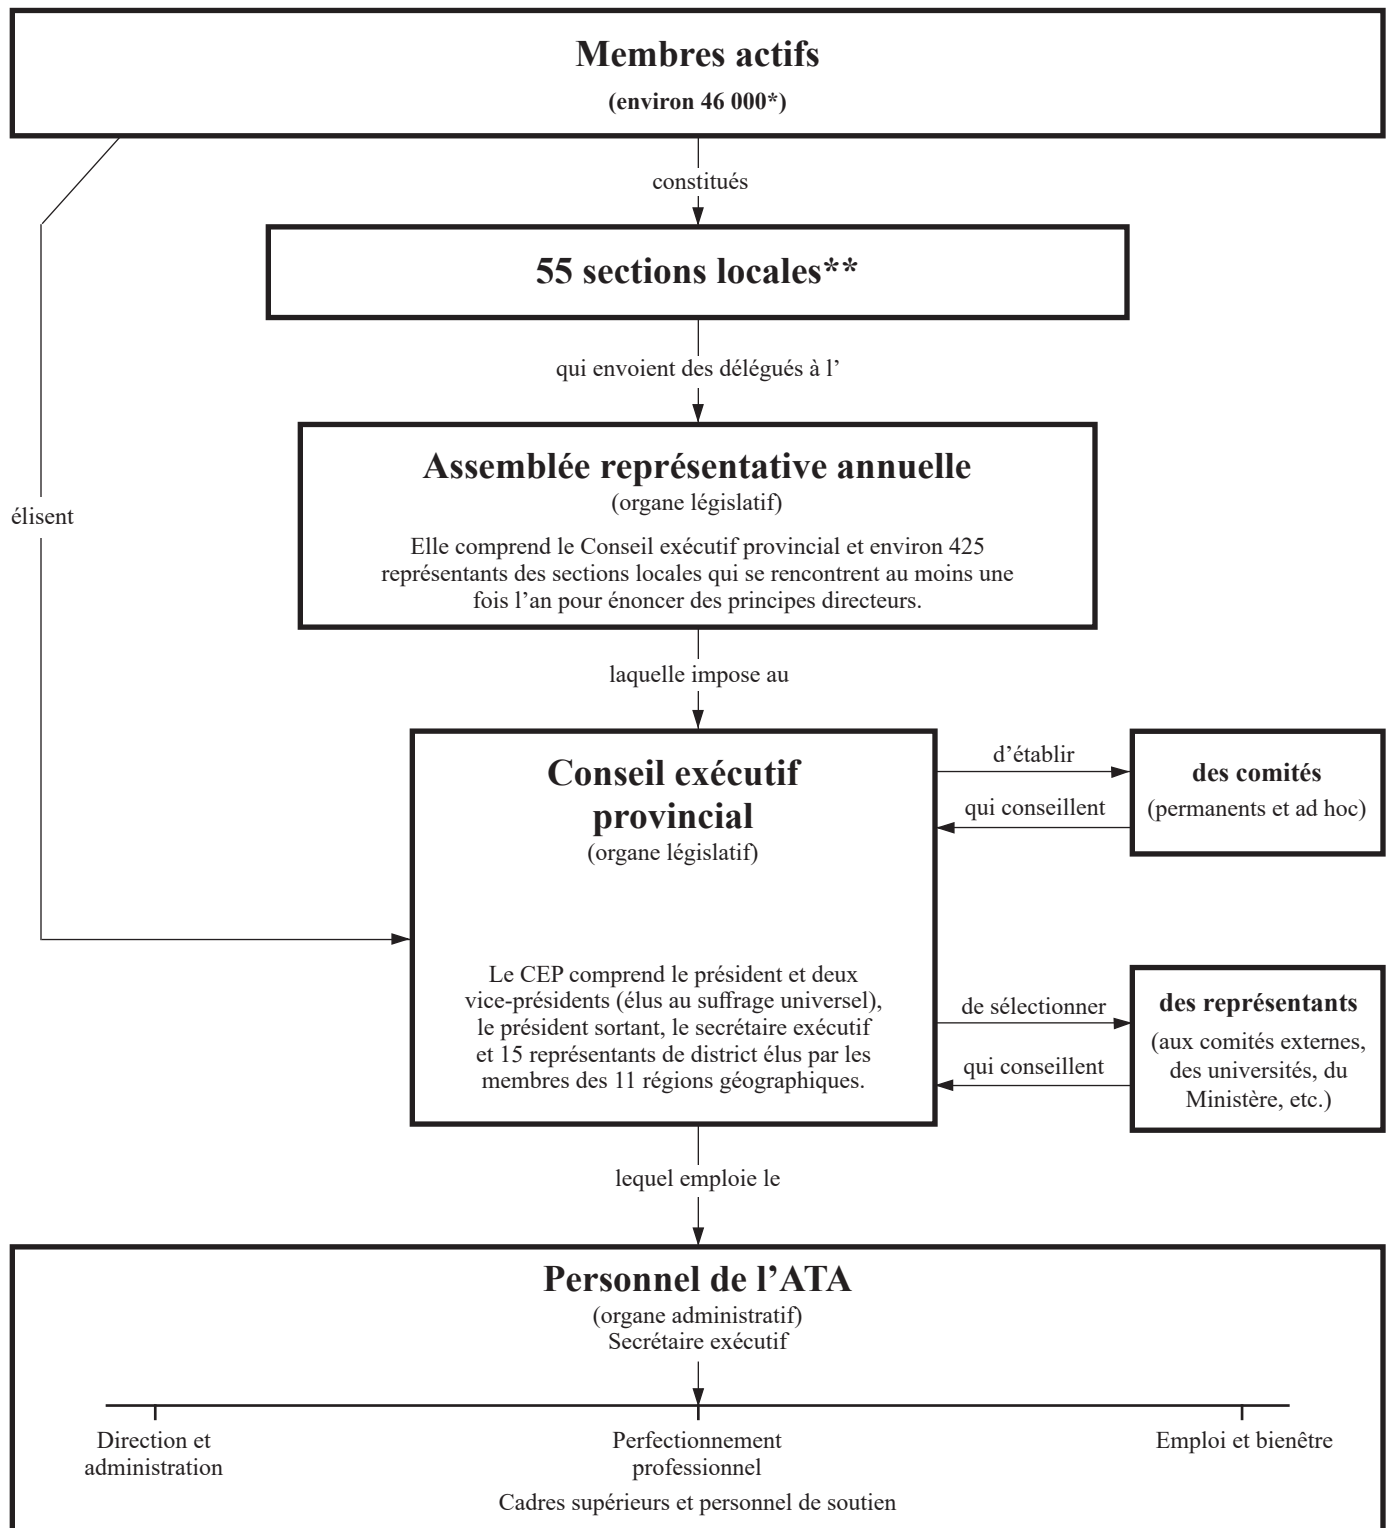 Membres actifs
(environ 46 000*)
constitués
55 sections locales**
qui envoient des délégués à l’
Assemblée représentative annuelle
(organe législatif)
Elle comprend le Conseil exécutif provincial et environ 425
représentants des sections locales qui se rencontrent au moins une
fois l’an pour énoncer des principes directeurs.
élisent
laquelle impose au
Conseil exécutif
provincial
(organe législatif)
Le CEP comprend le président et deux
vice-présidents (élus au suffrage universel),
le président sortant, le secrétaire exécutif
et 15 représentants de district élus par les
membres des 11 régions géographiques.
d’établir
qui conseillent
des comités
(permanents et ad hoc)
de sélectionner
qui conseillent
des représentants
(aux comités externes,
des universités, du
Ministère, etc.)
lequel emploie le
Personnel de l’ATA
(organe administratif)
Secrétaire exécutif
Direction et
administration
Perfectionnement
professionnel
Emploi et bienêtre
Cadres supérieurs et personnel de soutien